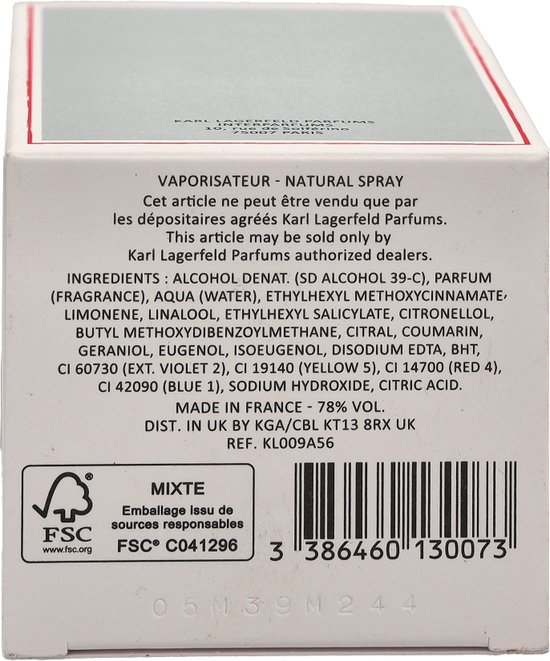 KARL LAGERFELD PARFUMS
INTERPARFUMS
10, rue de Solférino
75007 PARIS
VAPORISATEUR - NATURAL SPRAY
Cet article ne peut être vendu que par
les dépositaires agréés Karl Lagerfeld Parfums.
This article may be sold only by
Karl Lagerfeld Parfums authorized dealers.
INGREDIENTS : ALCOHOL DENAT. (SD ALCOHOL 39-C), PARFUM
(FRAGRANCE), AQUA (WATER), ETHYLHEXYL METHOXYCINNAMATE,
LIMONENE, LINALOOL, ETHYLHEXYL SALICYLATE, CITRONELLOL,
BUTYL METHOXYDIBENZOYLMETHANE, CITRAL, COUMARIN,
GERANIOL, EUGENOL, ISOEUGENOL, DISODIUM EDTA, BHT,
CI 60730 (EXT. VIOLET 2), CI 19140 (YELLOW 5), CI 14700 (RED 4),
CI 42090 (BLUE 1), SODIUM HYDROXIDE, CITRIC ACID.
MADE IN FRANCE - 78% VOL.
DIST. IN UK BY KGA/CBL KT13 8RX UK
REF. KL009A56
FSC
www.fsc.org
MIXTE
Emballage issu de
sources responsables
FSC® C041296
3 386460 130073
05M39M244